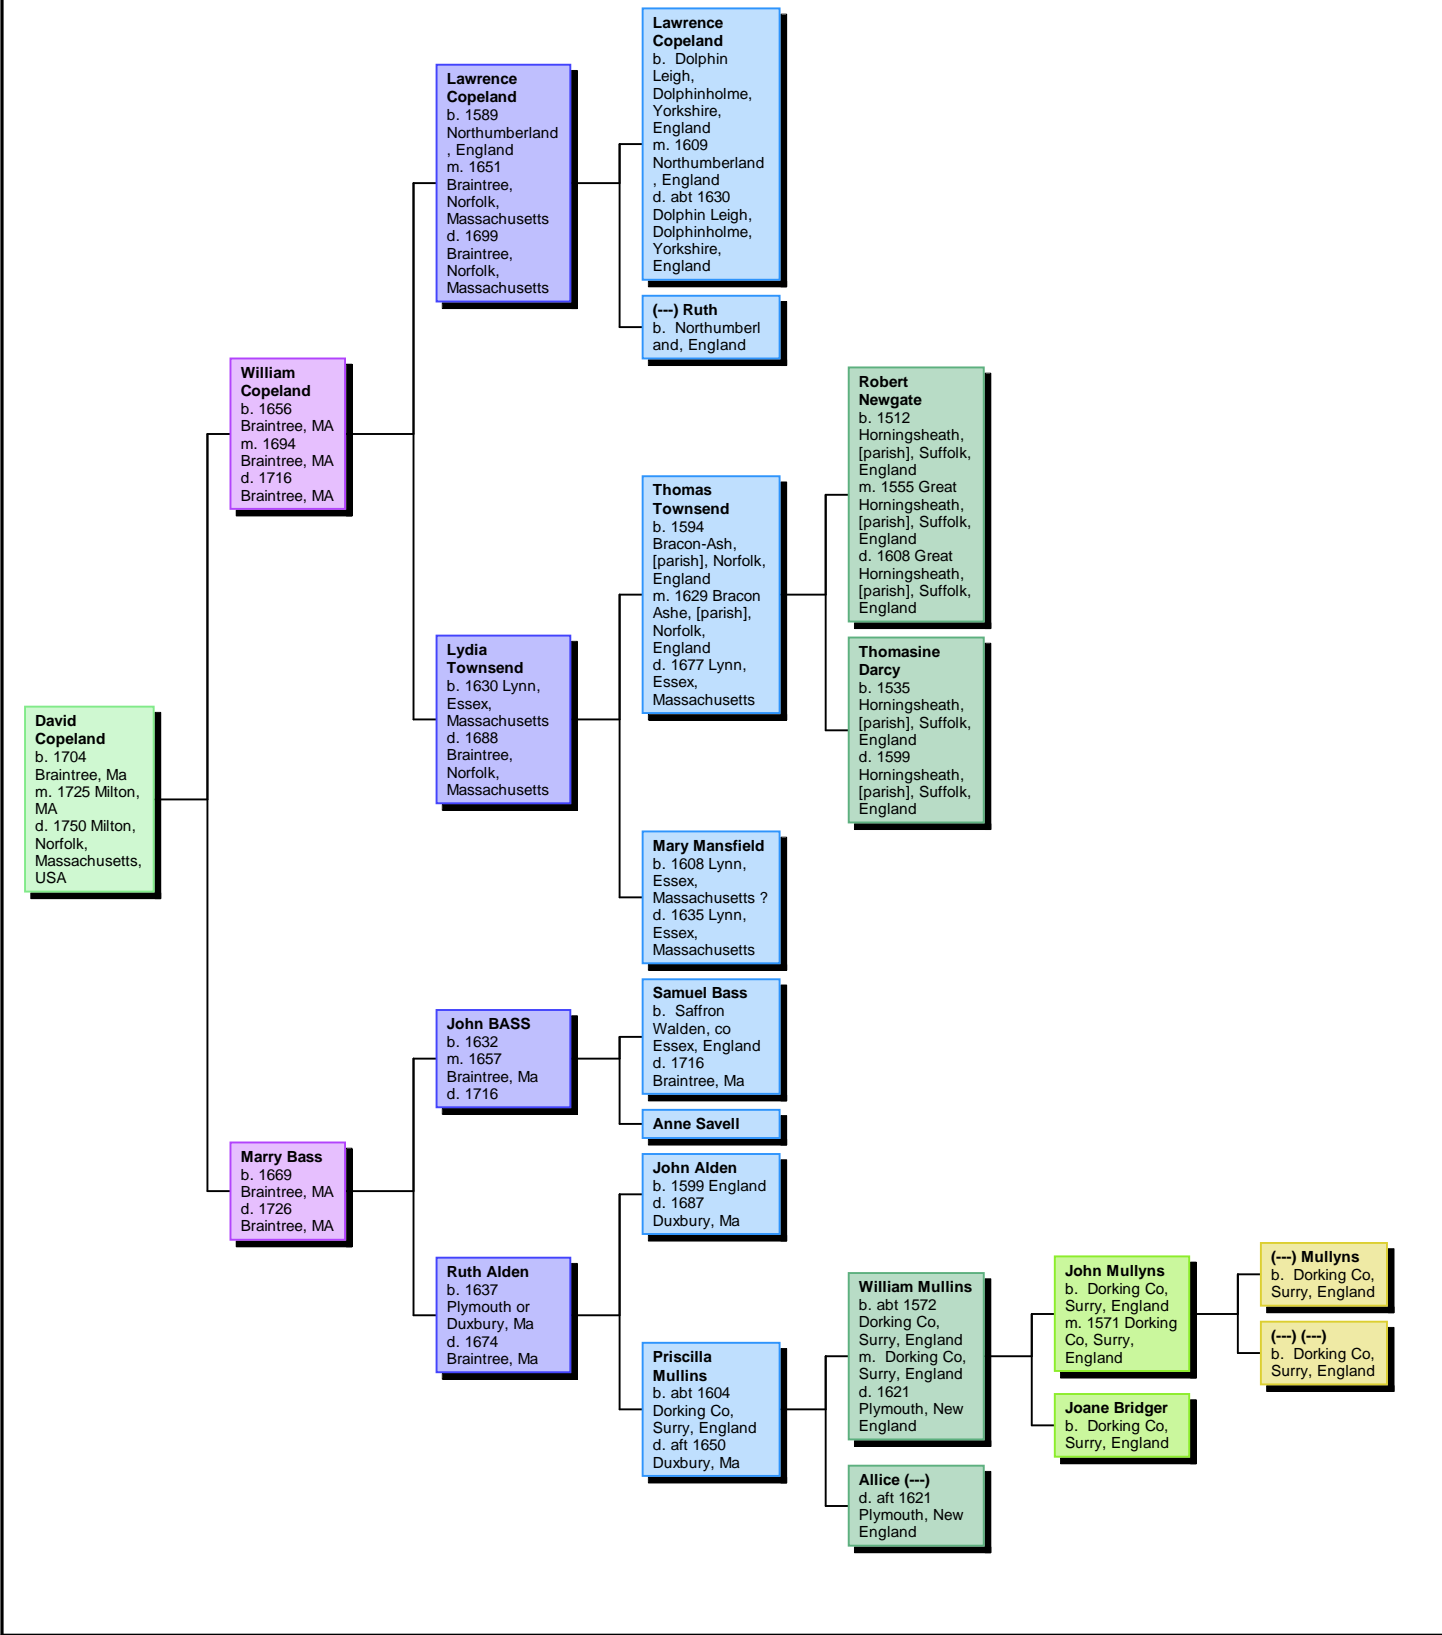 Lawrence
Copeland
b.  Dolphin
Leigh,
Dolphinholme,
Yorkshire,
England
m. 1609
Northumberland
, England
d. abt 1630
Dolphin Leigh,
Dolphinholme,
Yorkshire,
England
Lawrence
Copeland
b. 1589
Northumberland
, England
m. 1651
Braintree,
Norfolk,
Massachusetts
d. 1699
Braintree,
Norfolk,
Massachusetts
(---) Ruth
b.  Northumberl
and, England
William
Copeland
b. 1656
Braintree, MA
m. 1694
Braintree, MA
d. 1716
Braintree, MA
Robert
Newgate
b. 1512
Horningsheath,
[parish], Suffolk,
England
m. 1555 Great
Horningsheath,
[parish], Suffolk,
England
d. 1608 Great
Horningsheath,
[parish], Suffolk,
England
Thomas
Townsend
b. 1594
Bracon-Ash,
[parish], Norfolk,
England
m. 1629 Bracon
Ashe, [parish],
Norfolk,
England
d. 1677 Lynn,
Essex,
Massachusetts
Lydia
Townsend
b. 1630 Lynn,
Essex,
Massachusetts
d. 1688
Braintree,
Norfolk,
Massachusetts
Thomasine
Darcy
b. 1535
Horningsheath,
[parish], Suffolk,
England
d. 1599
Horningsheath,
[parish], Suffolk,
England
David
Copeland
b. 1704
Braintree, Ma
m. 1725 Milton,
MA
d. 1750 Milton,
Norfolk,
Massachusetts,
USA
Mary Mansfield
b. 1608 Lynn,
Essex,
Massachusetts ?
d. 1635 Lynn,
Essex,
Massachusetts
Samuel Bass
b.  Saffron
Walden, co
Essex, England
d. 1716
Braintree, Ma
John BASS
b. 1632
m. 1657
Braintree, Ma
d. 1716
Anne Savell
Marry Bass
b. 1669
Braintree, MA
d. 1726
Braintree, MA
John Alden
b. 1599 England
d. 1687
Duxbury, Ma
Ruth Alden
b. 1637
Plymouth or
Duxbury, Ma
d. 1674
Braintree, Ma
Priscilla
Mullins
b. abt 1604
Dorking Co,
Surry, England
d. aft 1650
Duxbury, Ma
William Mullins
b. abt 1572
Dorking Co,
Surry, England
m.  Dorking Co,
Surry, England
d. 1621
Plymouth, New
England
Allice (---)
d. aft 1621
Plymouth, New
England
John Mullyns
b.  Dorking Co,
Surry, England
m. 1571 Dorking
Co, Surry,
England
Joane Bridger
b.  Dorking Co,
Surry, England
(---) Mullyns
b.  Dorking Co,
Surry, England
(---) (---)
b.  Dorking Co,
Surry, England